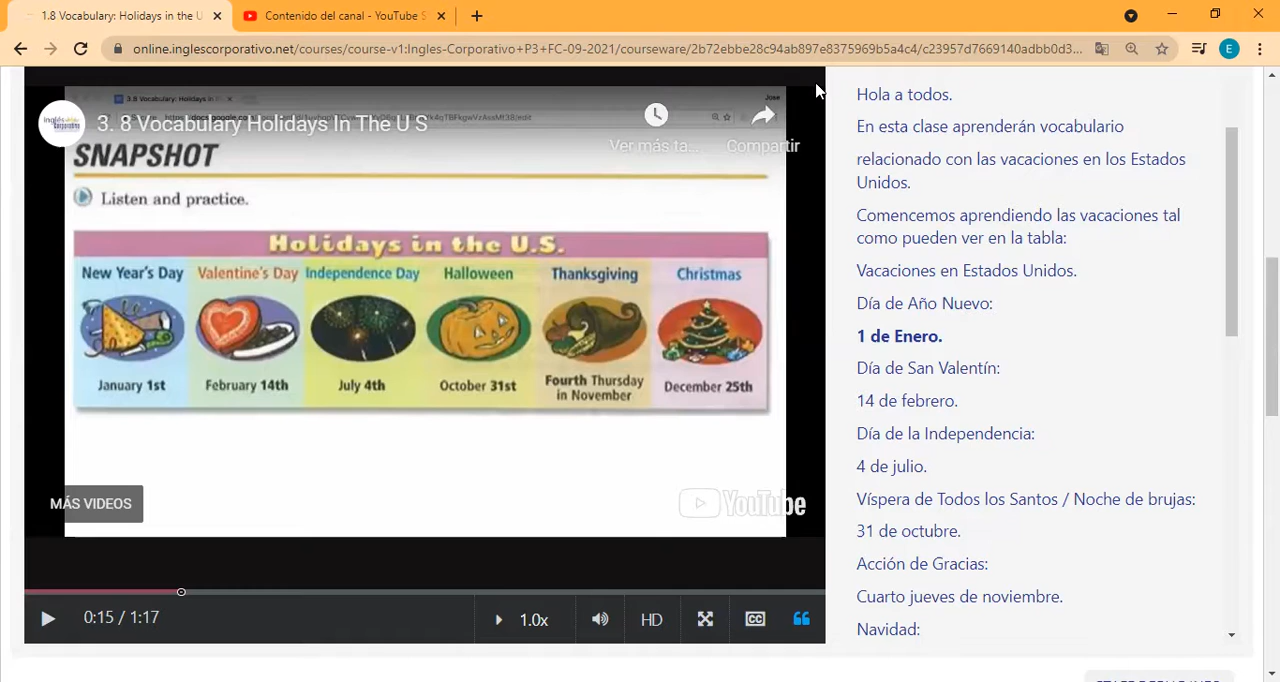 1.8 Vocabulary: Holidays in the U
Contenido del canal - YouTube S
online.inglescorporativo.net/courses/course-v1:Ingles-Corporativo+P3+FC-09-2021/courseware/2b72ebbe28c94ab897e8375969b5a4c4/c23957d7669140adbb0d3...
E
3. 8 Vocabulary Holidays In The U S
Ver más ta...
Compartir
SNAPSHOT
Listen and practice.
Holidays in the U.S.
New Year's Day Valentine's Day Independence Day Halloween Thanksgiving Christmas
January 1st February 14th July 4th October 31st Fourth Thursday in November December 25th
MÁS VIDEOS
YouTube
0:15 / 1:17
1.0x
HD
CC
Hola a todos.
En esta clase aprenderán vocabulario
relacionado con las vacaciones en los Estados
Unidos.
Comencemos aprendiendo las vacaciones tal
como pueden ver en la tabla:
Vacaciones en Estados Unidos.
Día de Año Nuevo:
1 de Enero.
Día de San Valentín:
14 de febrero.
Día de la Independencia:
4 de julio.
Víspera de Todos los Santos / Noche de brujas:
31 de octubre.
Acción de Gracias:
Cuarto jueves de noviembre.
Navidad: